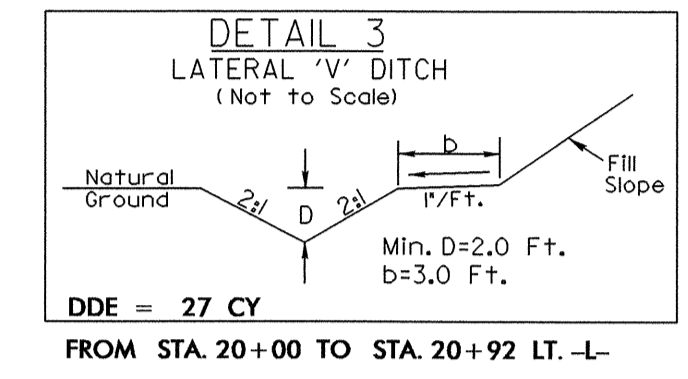 DETAIL 3
LATERAL 'V' DITCH
(Not to Scale)
b
Natural
Ground
2:1
D
2:1
1"/Ft.
Fill
Slope
Min. D=2.0 Ft.
b=3.0 Ft.
DDE = 27 CY
FROM STA. 20+00 TO STA. 20+92 LT. -L-